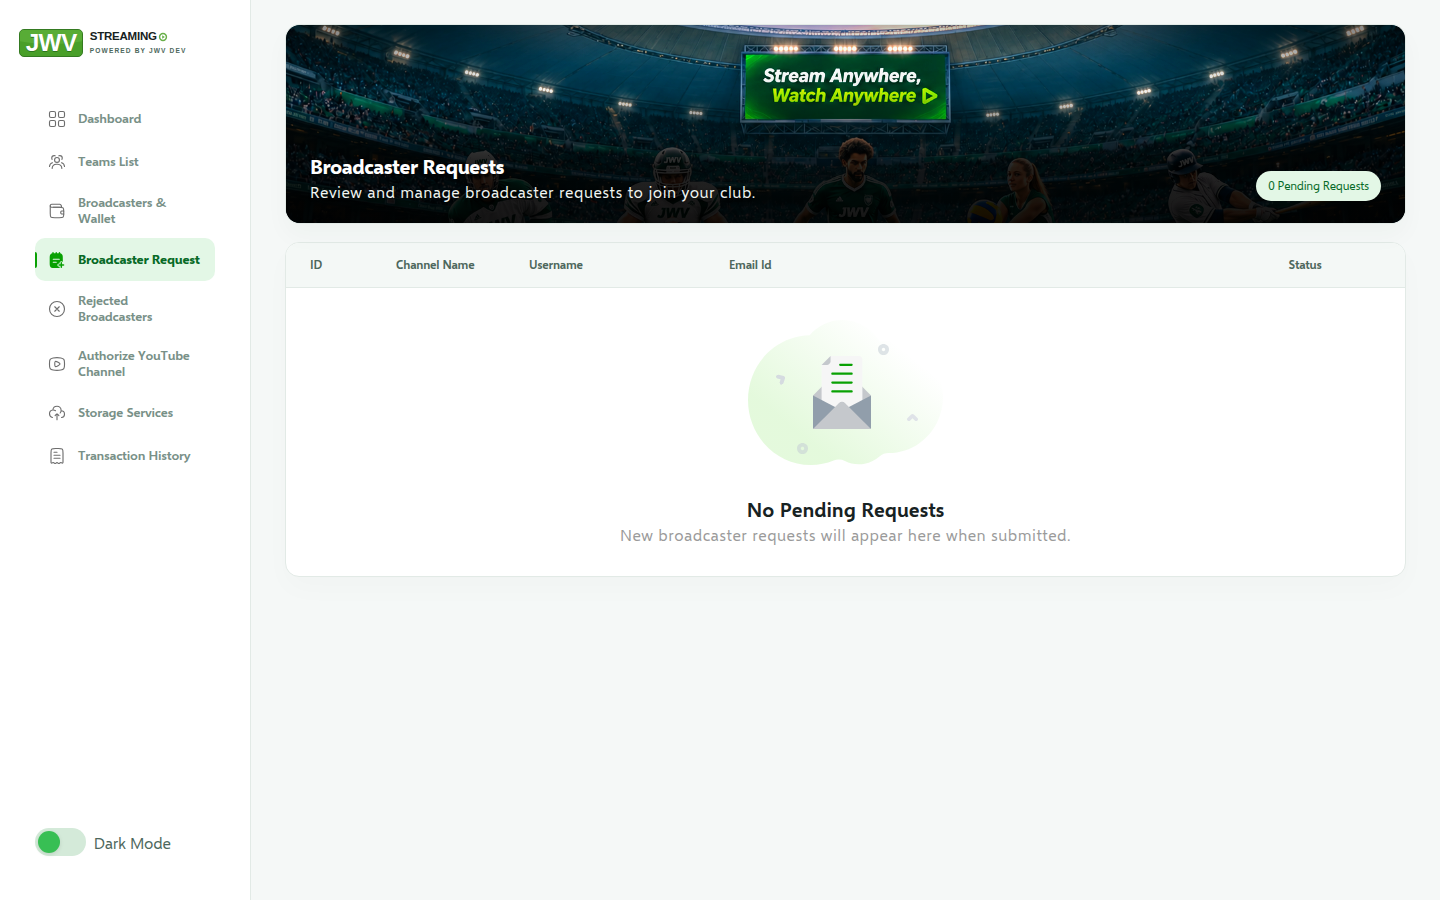 JWV STREAMING
POWERED BY JWV DEV
Dashboard
Teams List
Broadcasters &
Wallet
Broadcaster Request
Rejected
Broadcasters
Authorize YouTube
Channel
Storage Services
Transaction History
Dark Mode
Stream Anywhere,
Watch Anywhere
Broadcaster Requests
Review and manage broadcaster requests to join your club.
0 Pending Requests
JWV
JWV
JWV
ID Channel Name Username Email Id Status
No Pending Requests
New broadcaster requests will appear here when submitted.